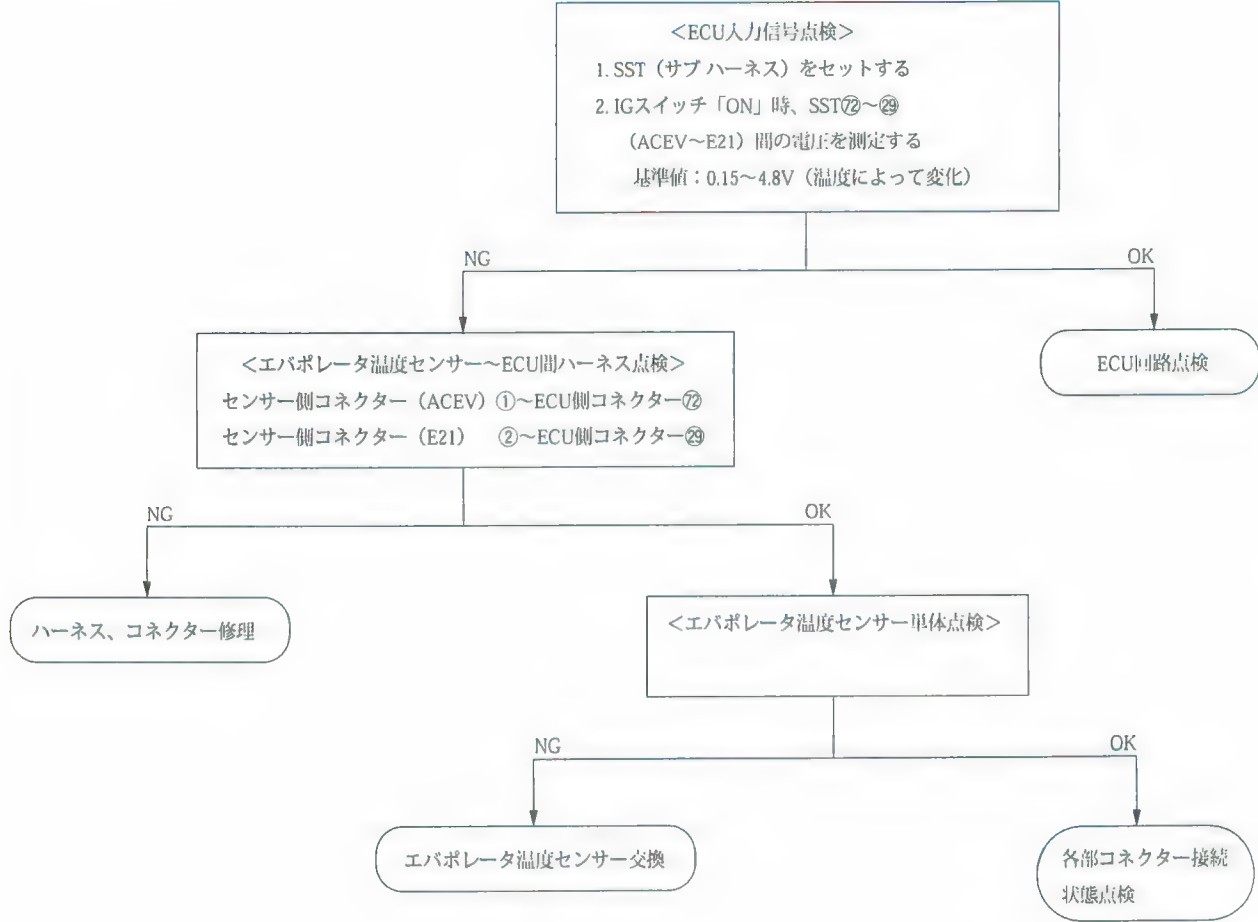 ＜ECU入力信号点検＞
1. SST（サブ ハーネス）をセットする
2. IGスイッチ「ON」時、SST㊆~㉙
（ACEV～E21）間の電圧を測定する
基準値：0.15～4.8V（温度によって変化）
NG
OK
＜エバポレータ温度センサー～ECU間ハーネス点検＞
センサー側コネクター（ACEV）①～ECU側コネクター72
センサー側コネクター（E21） ②～ECU側コネクター㉙
ECU回路点検
NG
OK
ハーネス、コネクター修理
＜エバポレータ温度センサー単体点検＞
NG
OK
エバポレータ温度センサー交換
各部コネクター接続
状態点検